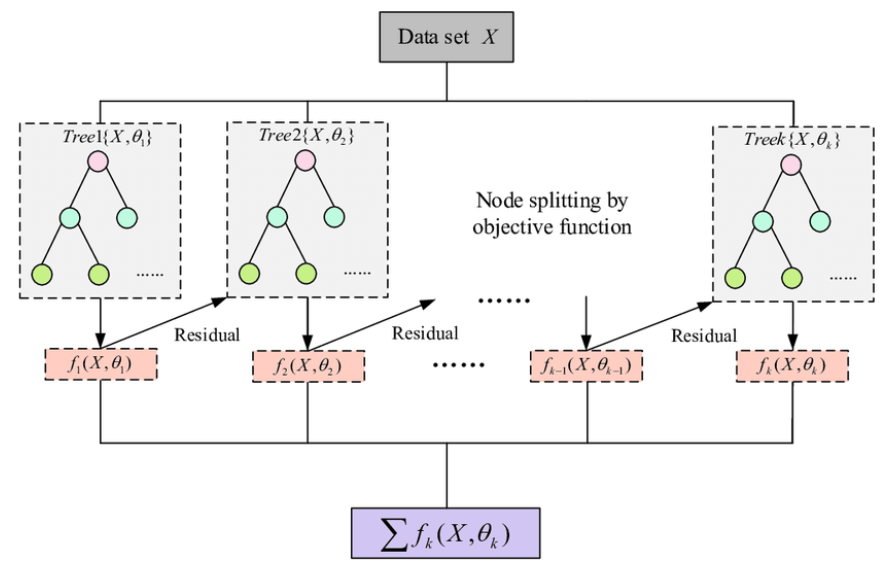 Data set X
Tree1{X,θ₁}
Tree2{X,θ₂}
Treek{X,θₖ}
Node splitting by
objective function
......
......
......
......
Residual
Residual
Residual
f₁(X,θ₁)
f₂(X,θ₂)
......
fₖ₋₁(X,θₖ₋₁)
fₖ(X,θₖ)
∑fₖ(X,θₖ)